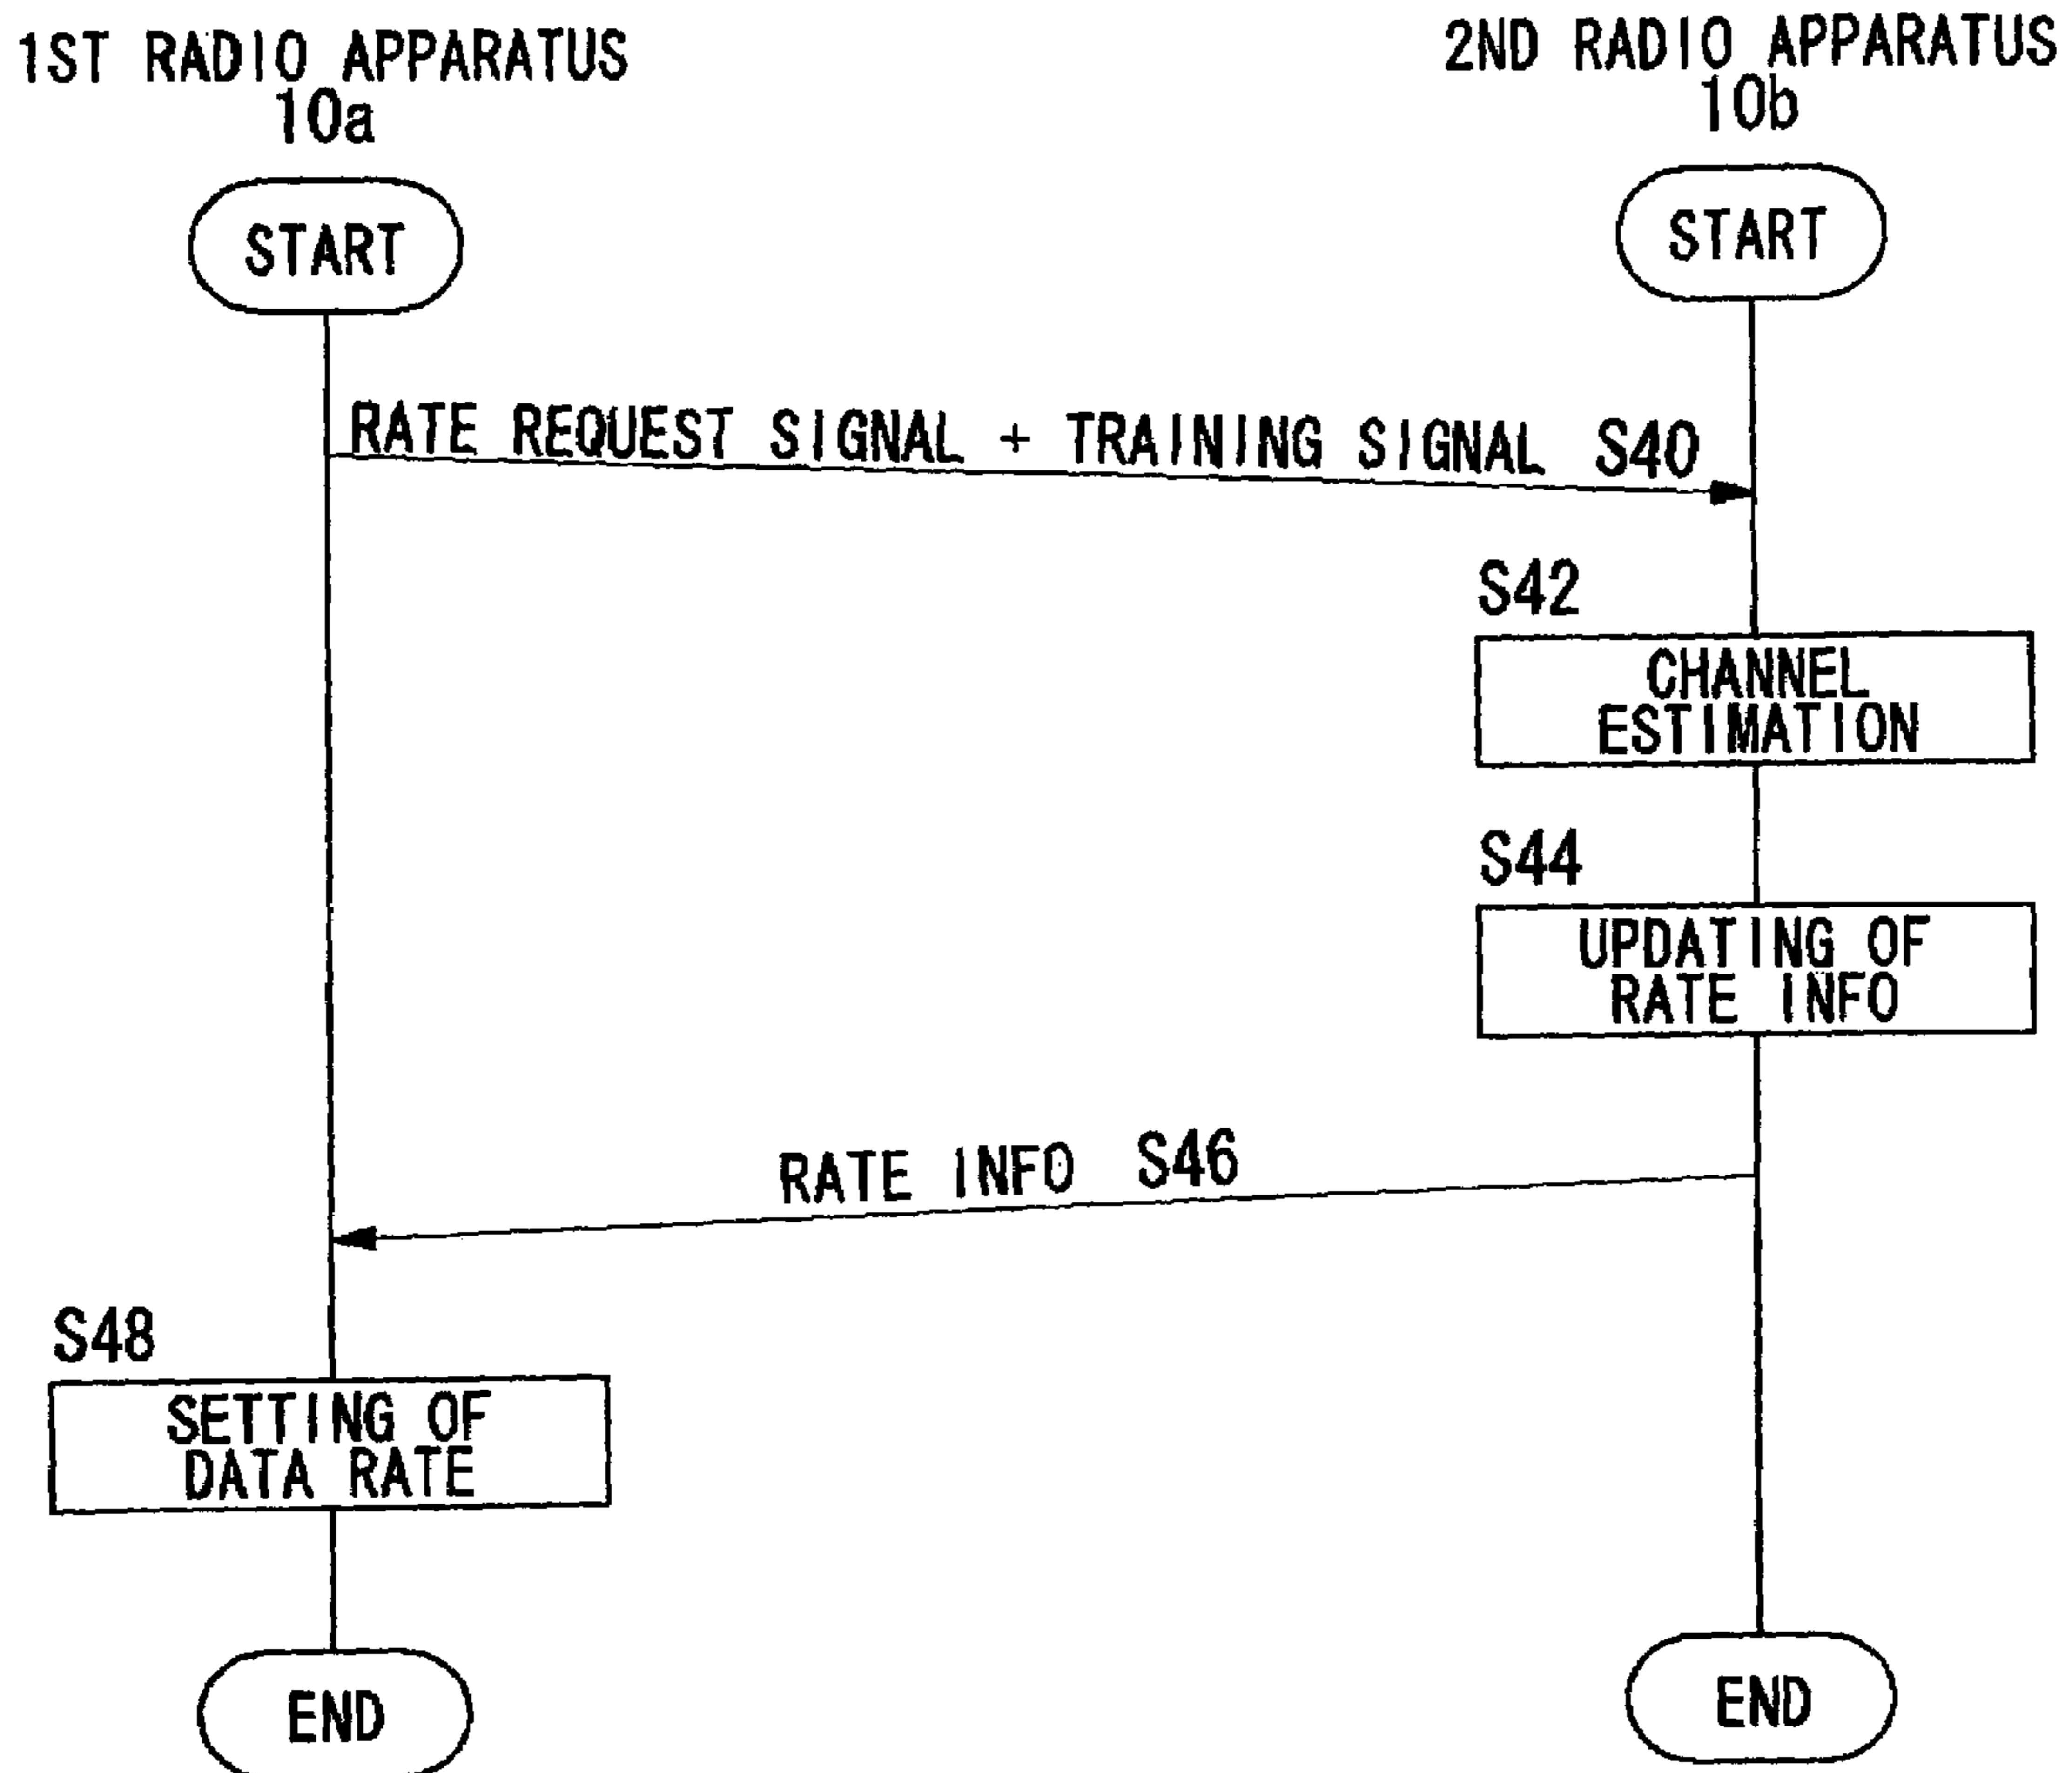 1ST RADIO APPARATUS
10a
2ND RADIO APPARATUS
10b
START
START
RATE REQUEST SIGNAL + TRAINING SIGNAL S40
S42
CHANNEL
ESTIMATION
S44
UPDATING OF
RATE INFO
RATE INFO S46
S48
SETTING OF
DATA RATE
END
END